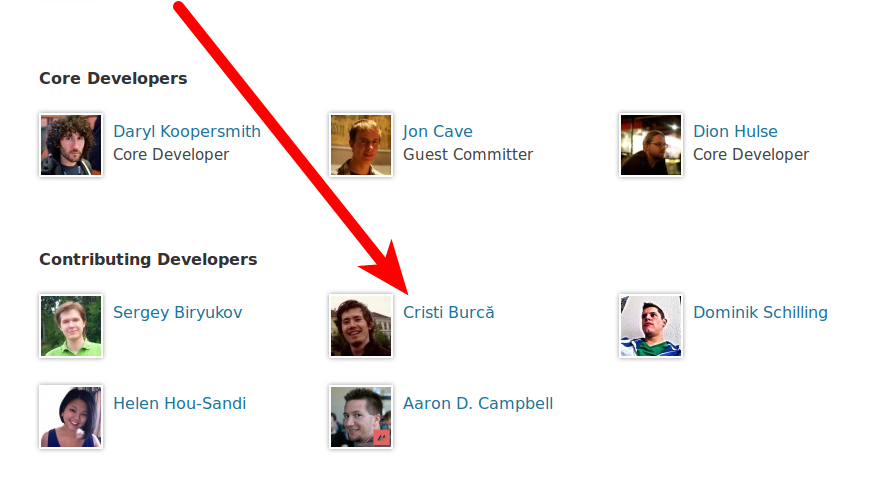 Core Developers
Daryl Koopersmith
Core Developer
Jon Cave
Guest Committer
Dion Hulse
Core Developer
Contributing Developers
Sergey Biryukov
Cristi Burcă
Dominik Schilling
Helen Hou-Sandi
Aaron D. Campbell